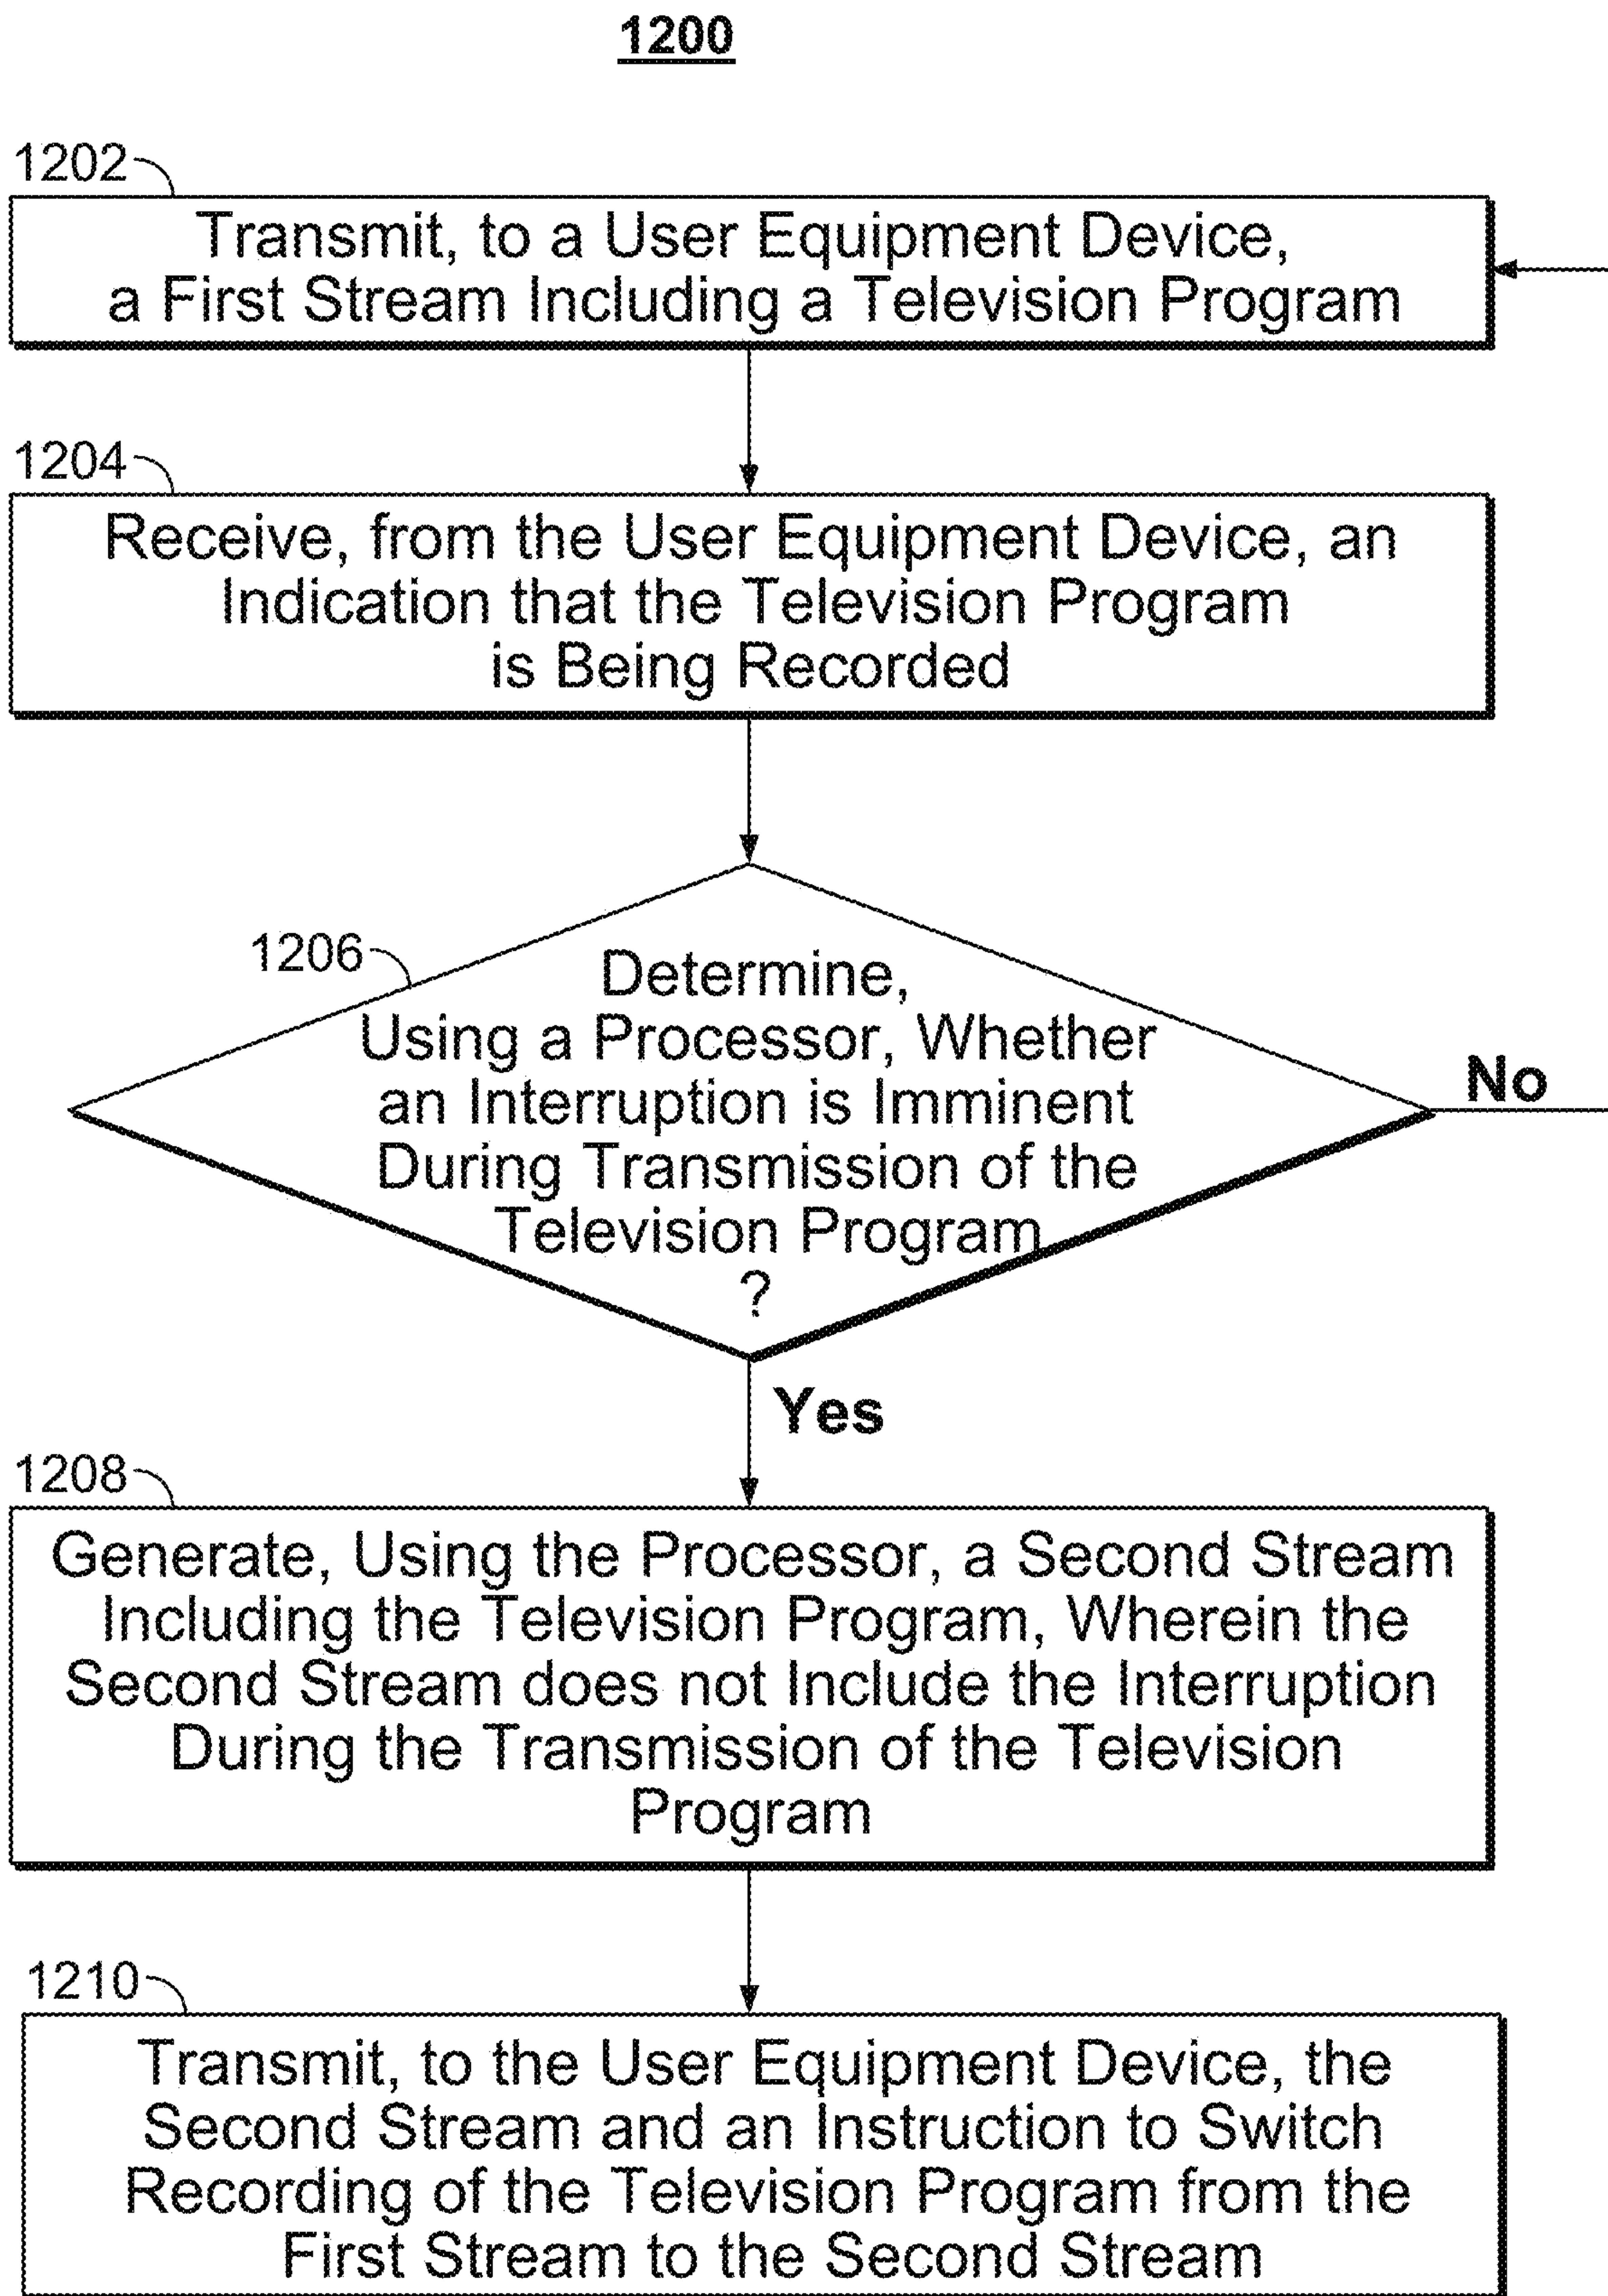 1200
1202
Transmit, to a User Equipment Device,
a First Stream Including a Television Program
1204
Receive, from the User Equipment Device, an
Indication that the Television Program
is Being Recorded
1206
Determine,
Using a Processor, Whether
an Interruption is Imminent
During Transmission of the
Television Program
?
No
Yes
1208
Generate, Using the Processor, a Second Stream
Including the Television Program, Wherein the
Second Stream does not Include the Interruption
During the Transmission of the Television
Program
1210
Transmit, to the User Equipment Device, the
Second Stream and an Instruction to Switch
Recording of the Television Program from the
First Stream to the Second Stream